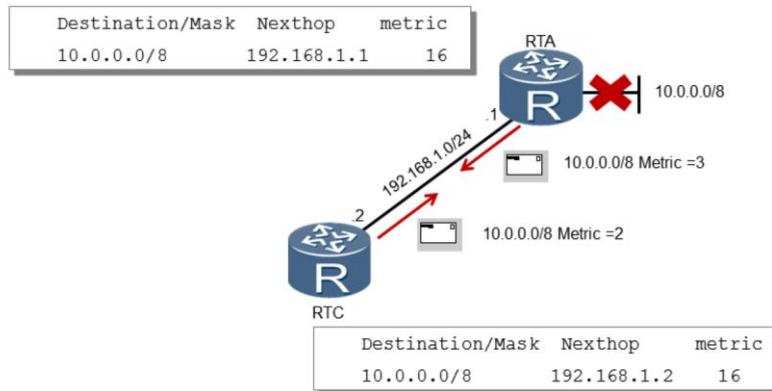 Destination/Mask Nexthop metric
10.0.0.0/8 192.168.1.1 16
RTA
R
10.0.0.0/8
.1
192.168.1.0/24
10.0.0.0/8 Metric =3
.2
10.0.0.0/8 Metric =2
R
RTC
Destination/Mask Nexthop metric
10.0.0.0/8 192.168.1.2 16